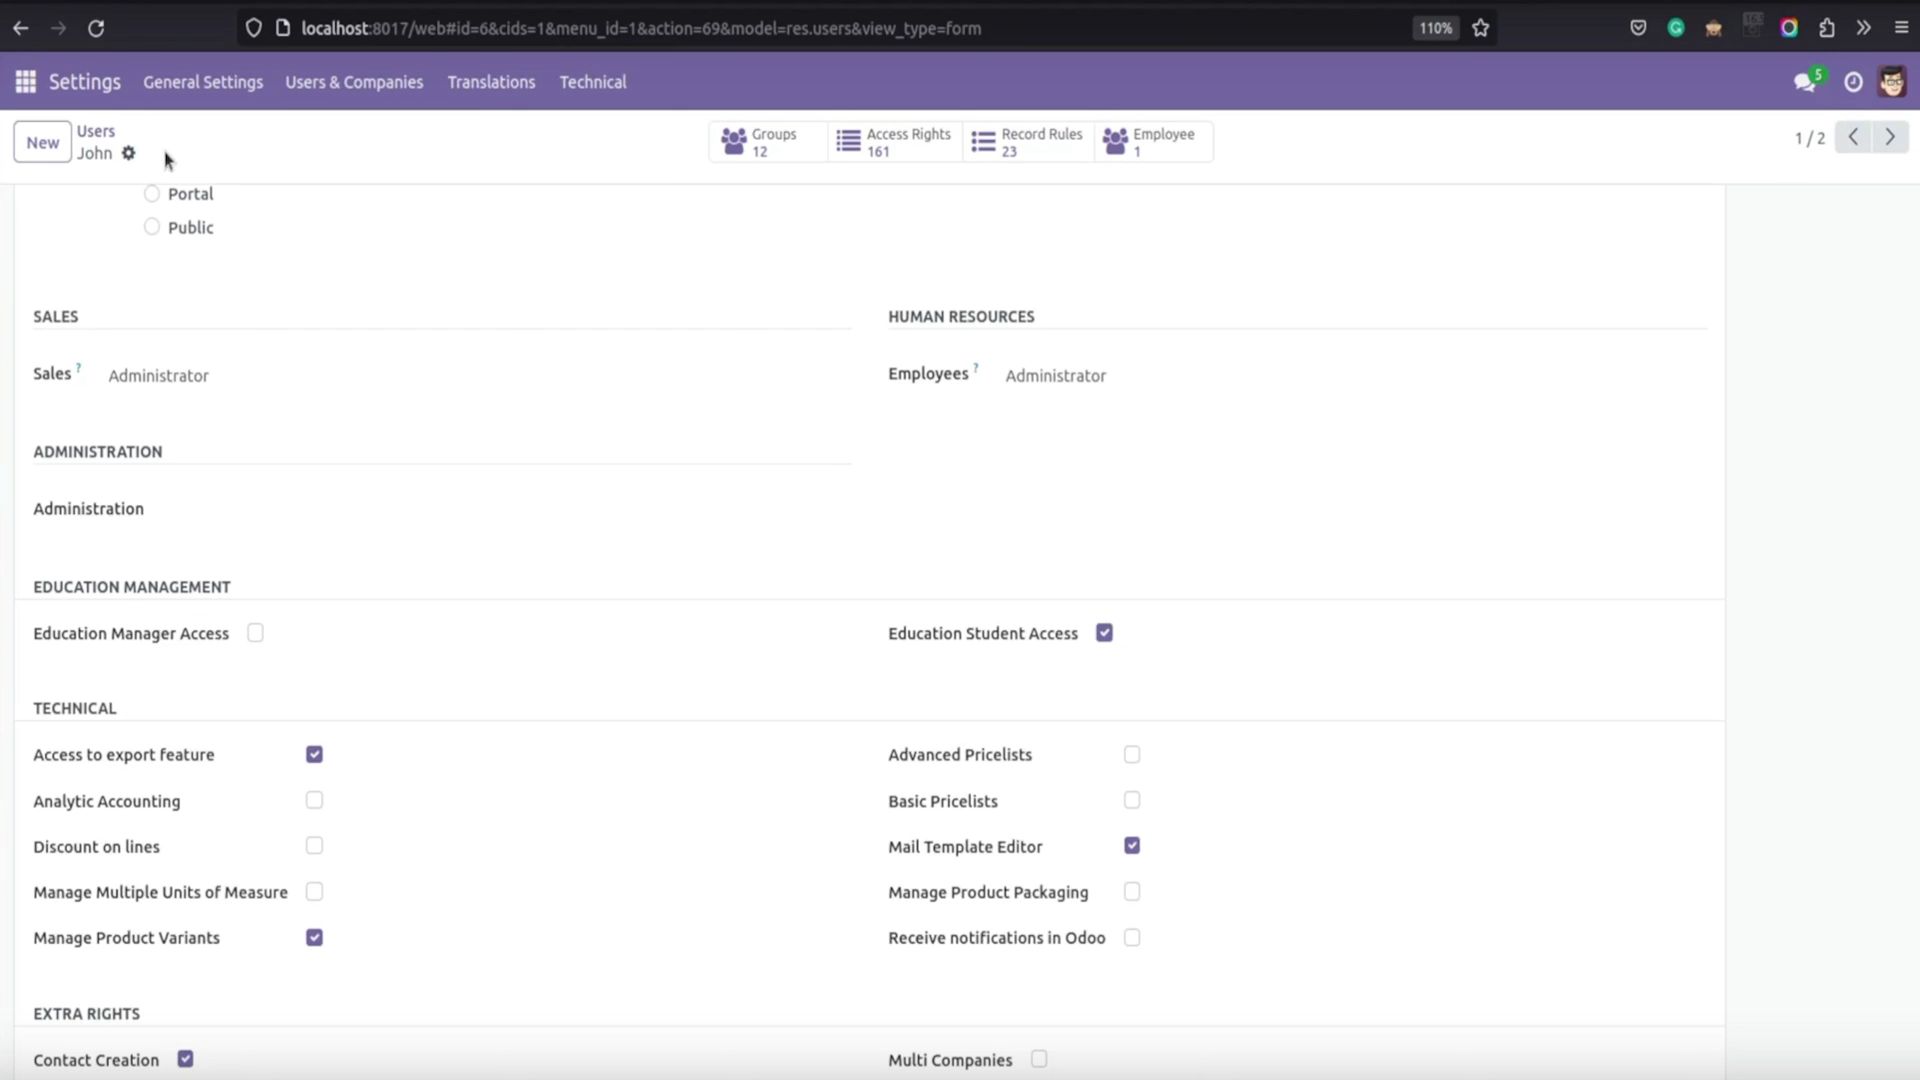 localhost:8017/web#id=6&cids=1&menu_id=1&action=69&model=res.users&view_type=form
110%
Settings General Settings Users & Companies Translations Technical
5
New
Users
John
Groups
12
Access Rights
161
Record Rules
23
Employee
1
1 / 2
Portal
Public
SALES
HUMAN RESOURCES
Sales ? Administrator
Employees ? Administrator
ADMINISTRATION
Administration
EDUCATION MANAGEMENT
Education Manager Access
Education Student Access
TECHNICAL
Access to export feature
Advanced Pricelists
Analytic Accounting
Basic Pricelists
Discount on lines
Mail Template Editor
Manage Multiple Units of Measure
Manage Product Packaging
Manage Product Variants
Receive notifications in Odoo
EXTRA RIGHTS
Contact Creation
Multi Companies